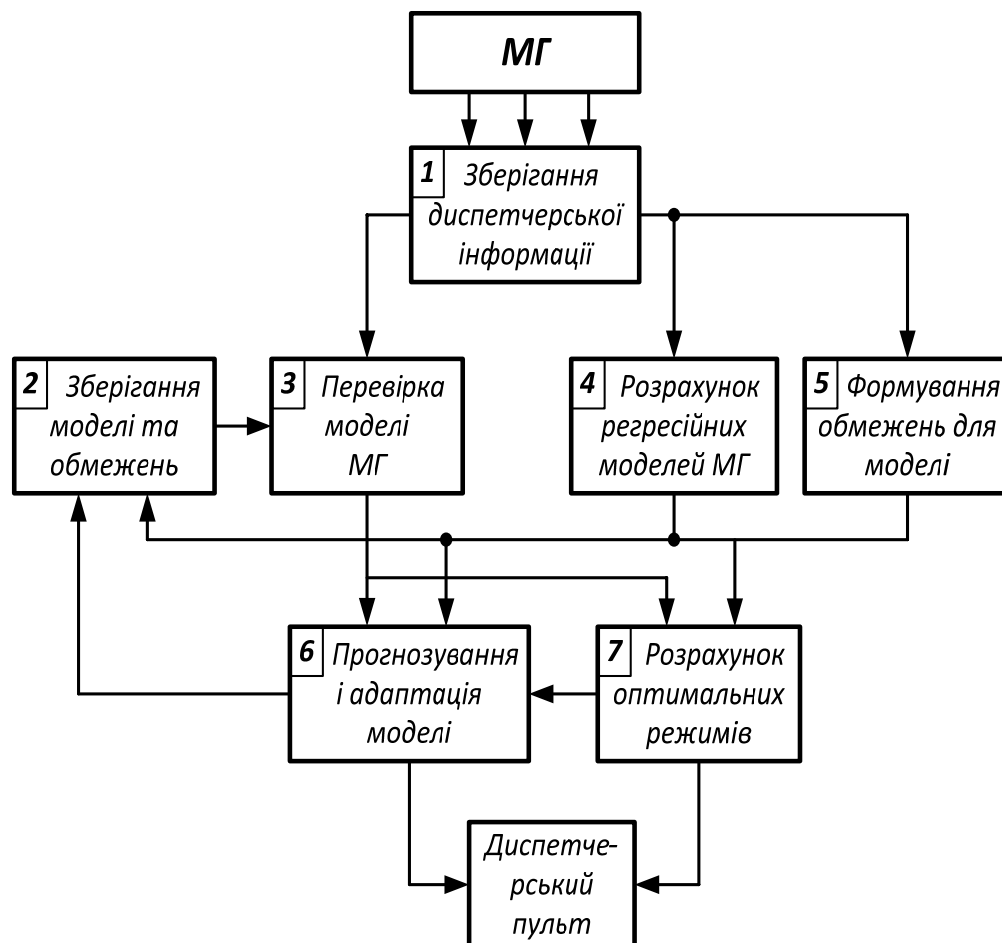 МГ
1 Зберігання
диспетчерської
інформації
2 Зберігання
моделі та
обмежень
3 Перевірка
моделі
МГ
4 Розрахунок
регресійних
моделей МГ
5 Формування
обмежень для
моделі
6 Прогнозування
і адаптація
моделі
7 Розрахунок
оптимальних
режимів
Диспетче-
рський
пульт